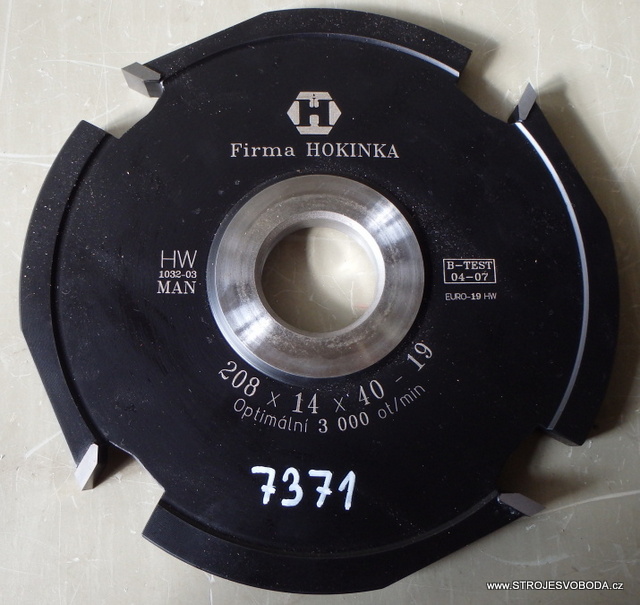 H
Firma HOKINKA
HW
1032-03
MAN
B-TEST
04-07
EURO-19 HW
208 x 14 x 40 - 19
Optimální 3 000 ot/min
7371
www.STROJESVOBODA.cz